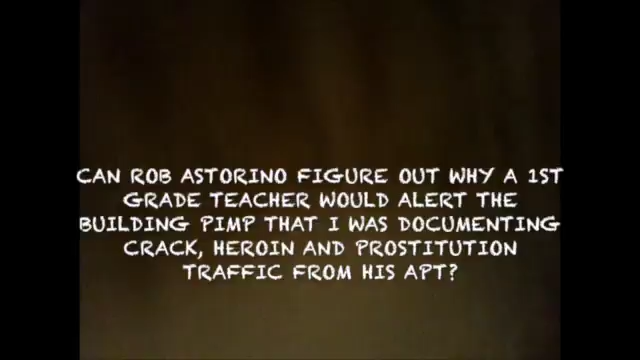 CAN ROB ASTORINO FIGURE OUT WHY A 1ST
GRADE TEACHER WOULD ALERT THE
BUILDING PIMP THAT I WAS DOCUMENTING
CRACK, HEROIN AND PROSTITUTION
TRAFFIC FROM HIS APT?